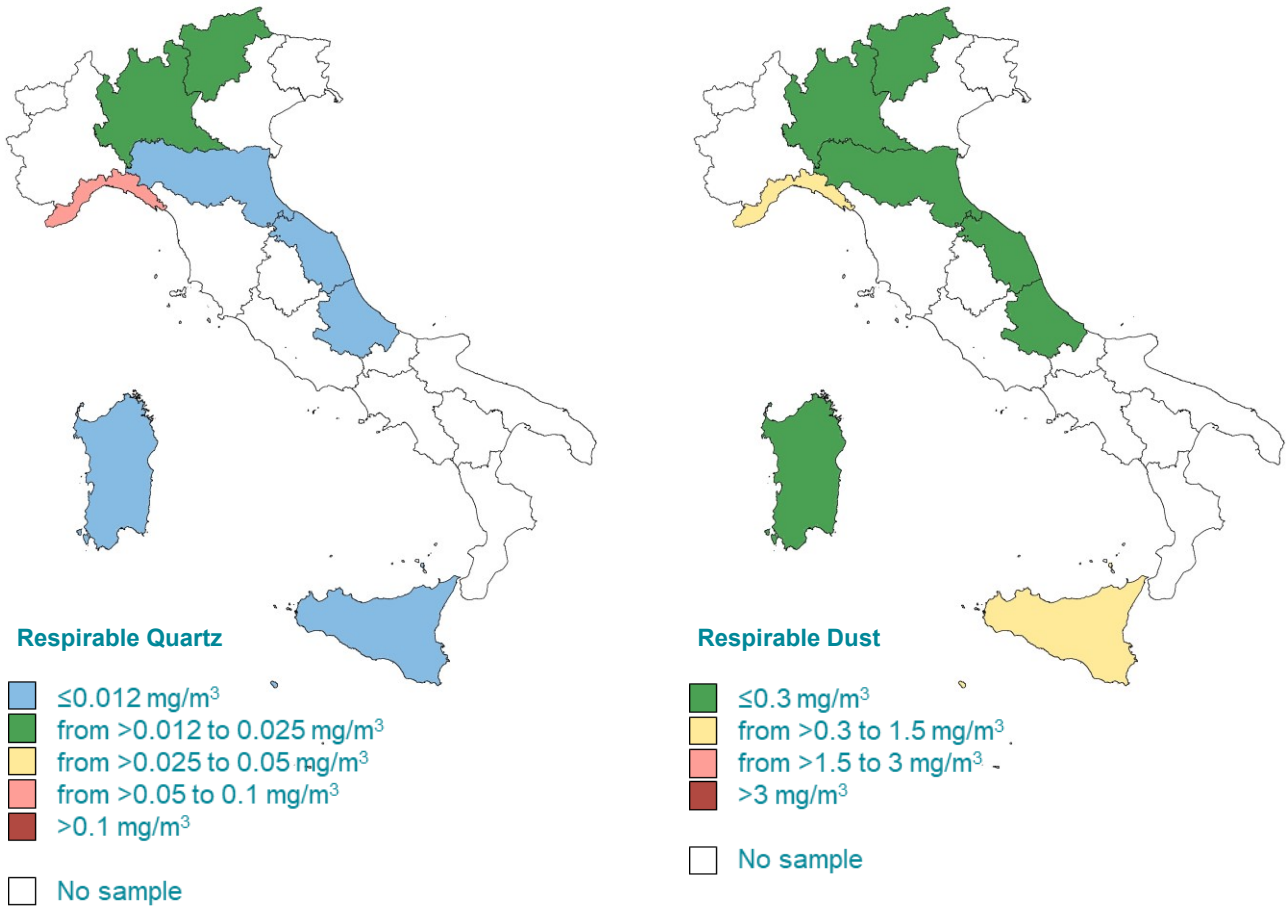 Respirable Quartz
≤0.012 mg/m³
from >0.012 to 0.025 mg/m³
from >0.025 to 0.05 mg/m³
from >0.05 to 0.1 mg/m³
>0.1 mg/m³
No sample
Respirable Dust
≤0.3 mg/m³
from >0.3 to 1.5 mg/m³
from >1.5 to 3 mg/m³
>3 mg/m³
No sample